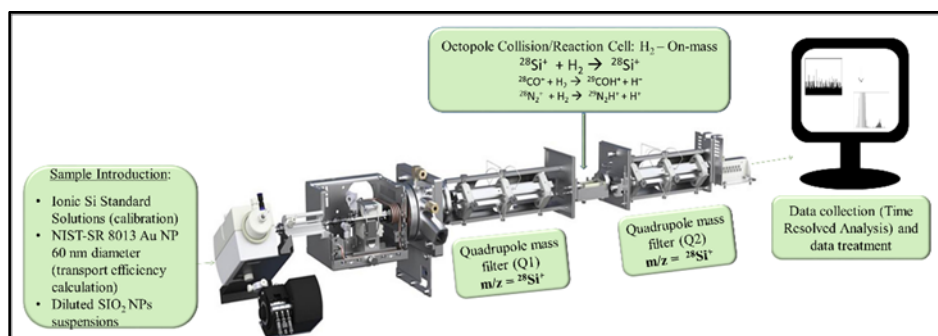 Octopole Collision/Reaction Cell: H₂ – On-mass
²⁸Si⁺ + H₂ → ²⁸Si⁺
²⁸CO⁺ + H₂ → ²⁹COH⁺ + H⁺
²⁸N₂⁺ + H₂ → ²⁹N₂H⁺ + H⁺
Sample Introduction:
• Ionic Si Standard
Solutions (calibration)
• NIST-SR 8013 Au NP
60 nm diameter
(transport efficiency
calculation)
• Diluted SIO₂ NPs
suspensions
Quadrupole mass
filter (Q1)
m/z = ²⁸Si⁺
Quadrupole mass
filter (Q2)
m/z = ²⁸Si⁺
Data collection (Time
Resolved Analysis) and
data treatment